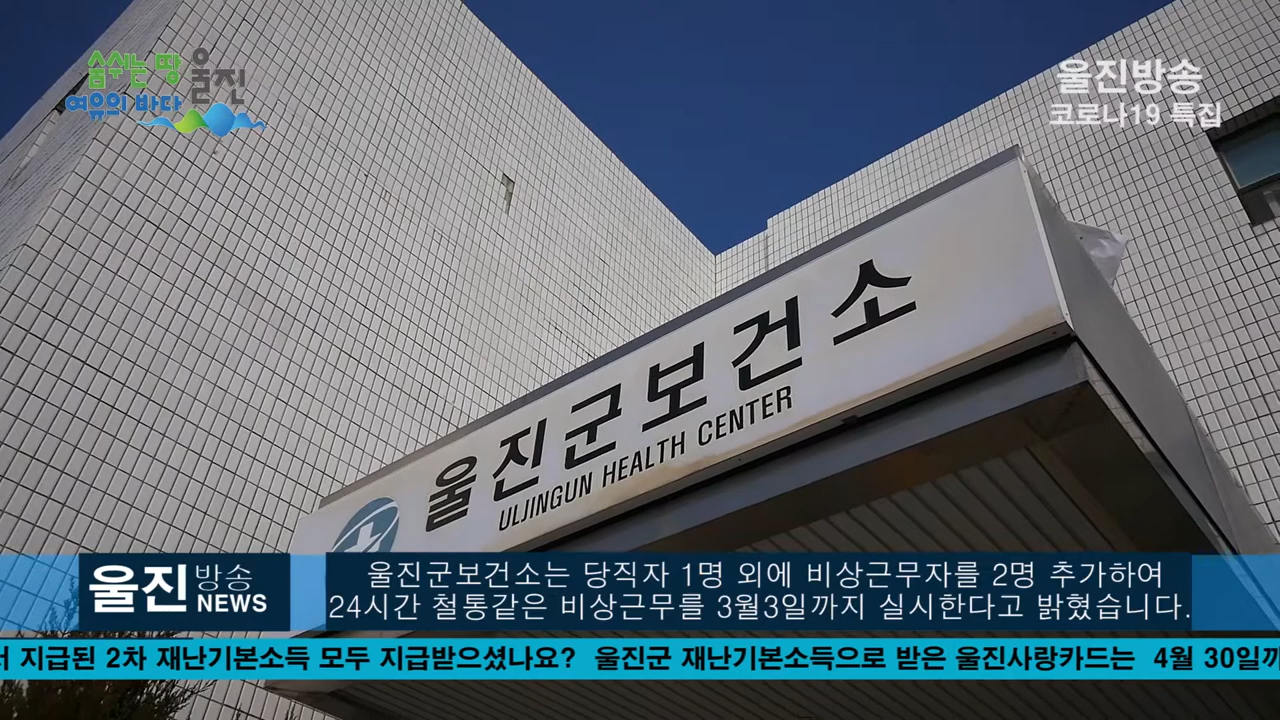 숨쉬는 땅
여유의 바다
울진
울진방송
코로나19 특집
울진군보건소
ULJINGUN HEALTH CENTER
울진방송
NEWS
울진군보건소는 당직자 1명 외에 비상근무자를 2명 추가하여
24시간 철통같은 비상근무를 3월3일까지 실시한다고 밝혔습니다.
지급된 2차 재난기본소득 모두 지급받으셨나요? 울진군 재난기본소득으로 받은 울진사랑카드는 4월 30일까